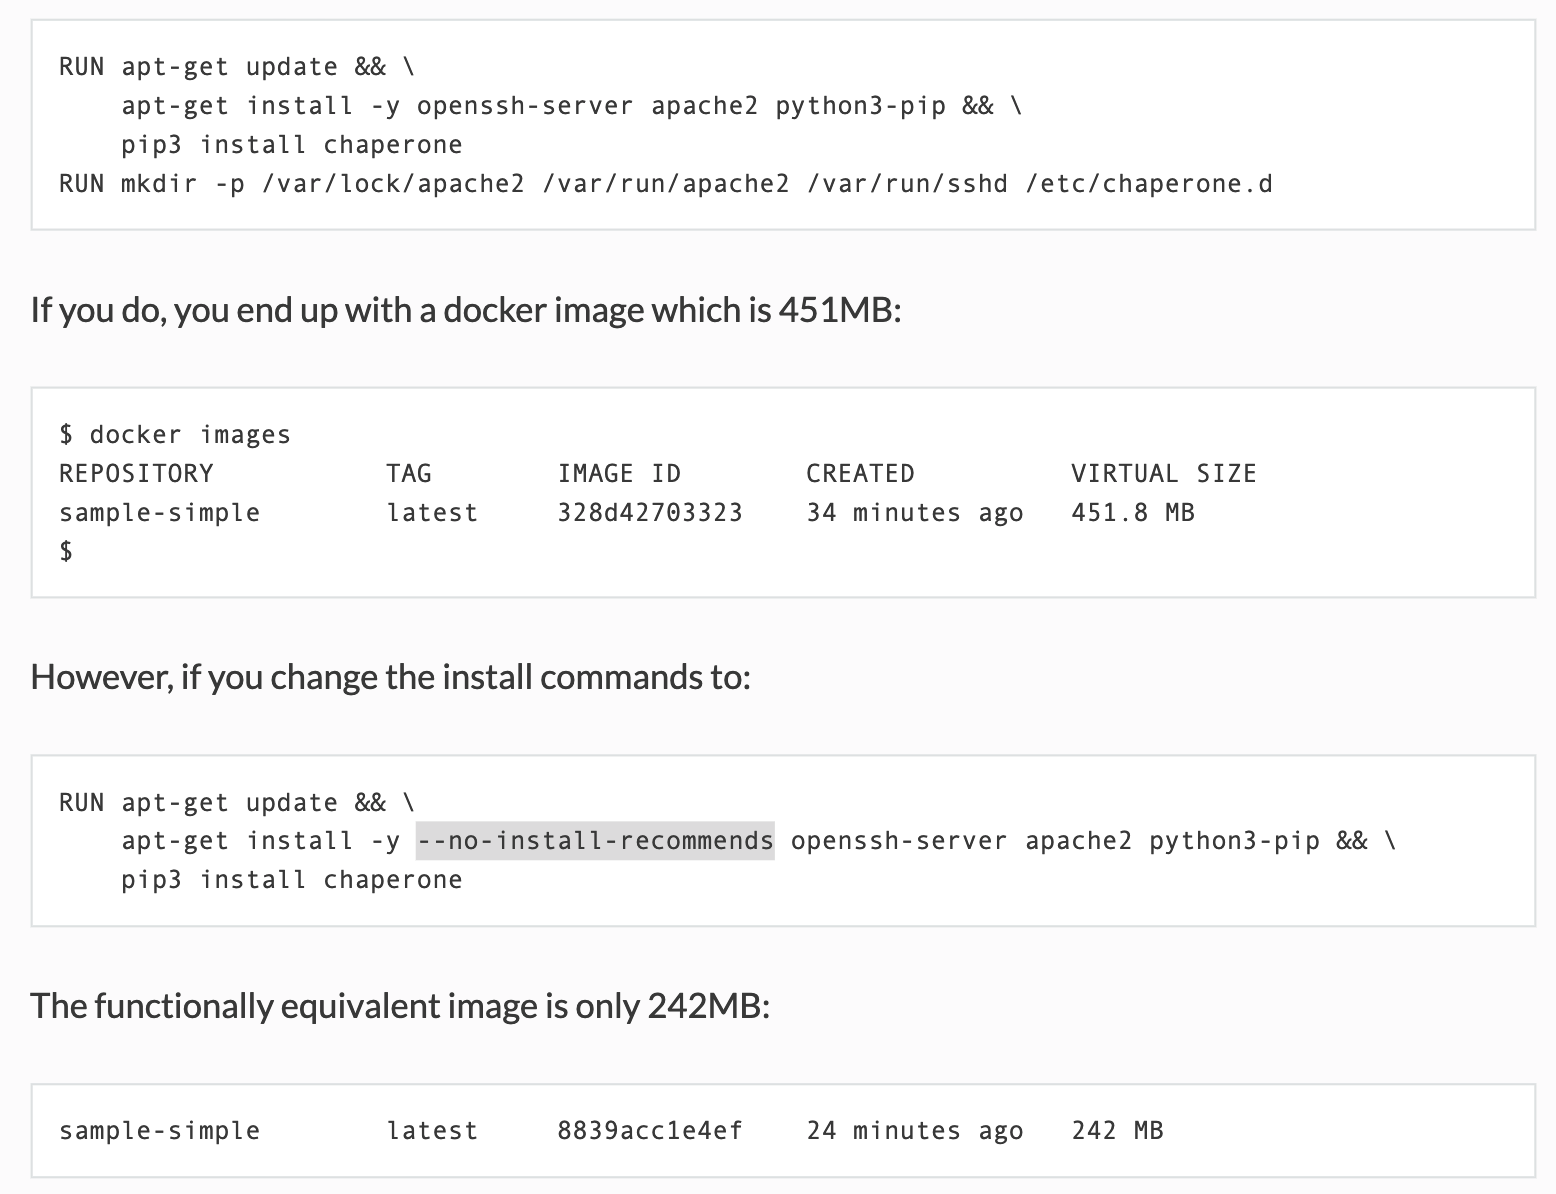 RUN apt-get update && \
    apt-get install -y openssh-server apache2 python3-pip && \
    pip3 install chaperone
RUN mkdir -p /var/lock/apache2 /var/run/apache2 /var/run/sshd /etc/chaperone.d
If you do, you end up with a docker image which is 451MB:
$ docker images
REPOSITORY           TAG        IMAGE ID        CREATED          VIRTUAL SIZE
sample-simple        latest     328d42703323    34 minutes ago   451.8 MB
$
However, if you change the install commands to:
RUN apt-get update && \
    apt-get install -y --no-install-recommends openssh-server apache2 python3-pip && \
    pip3 install chaperone
The functionally equivalent image is only 242MB:
sample-simple        latest     8839acc1e4ef    24 minutes ago   242 MB